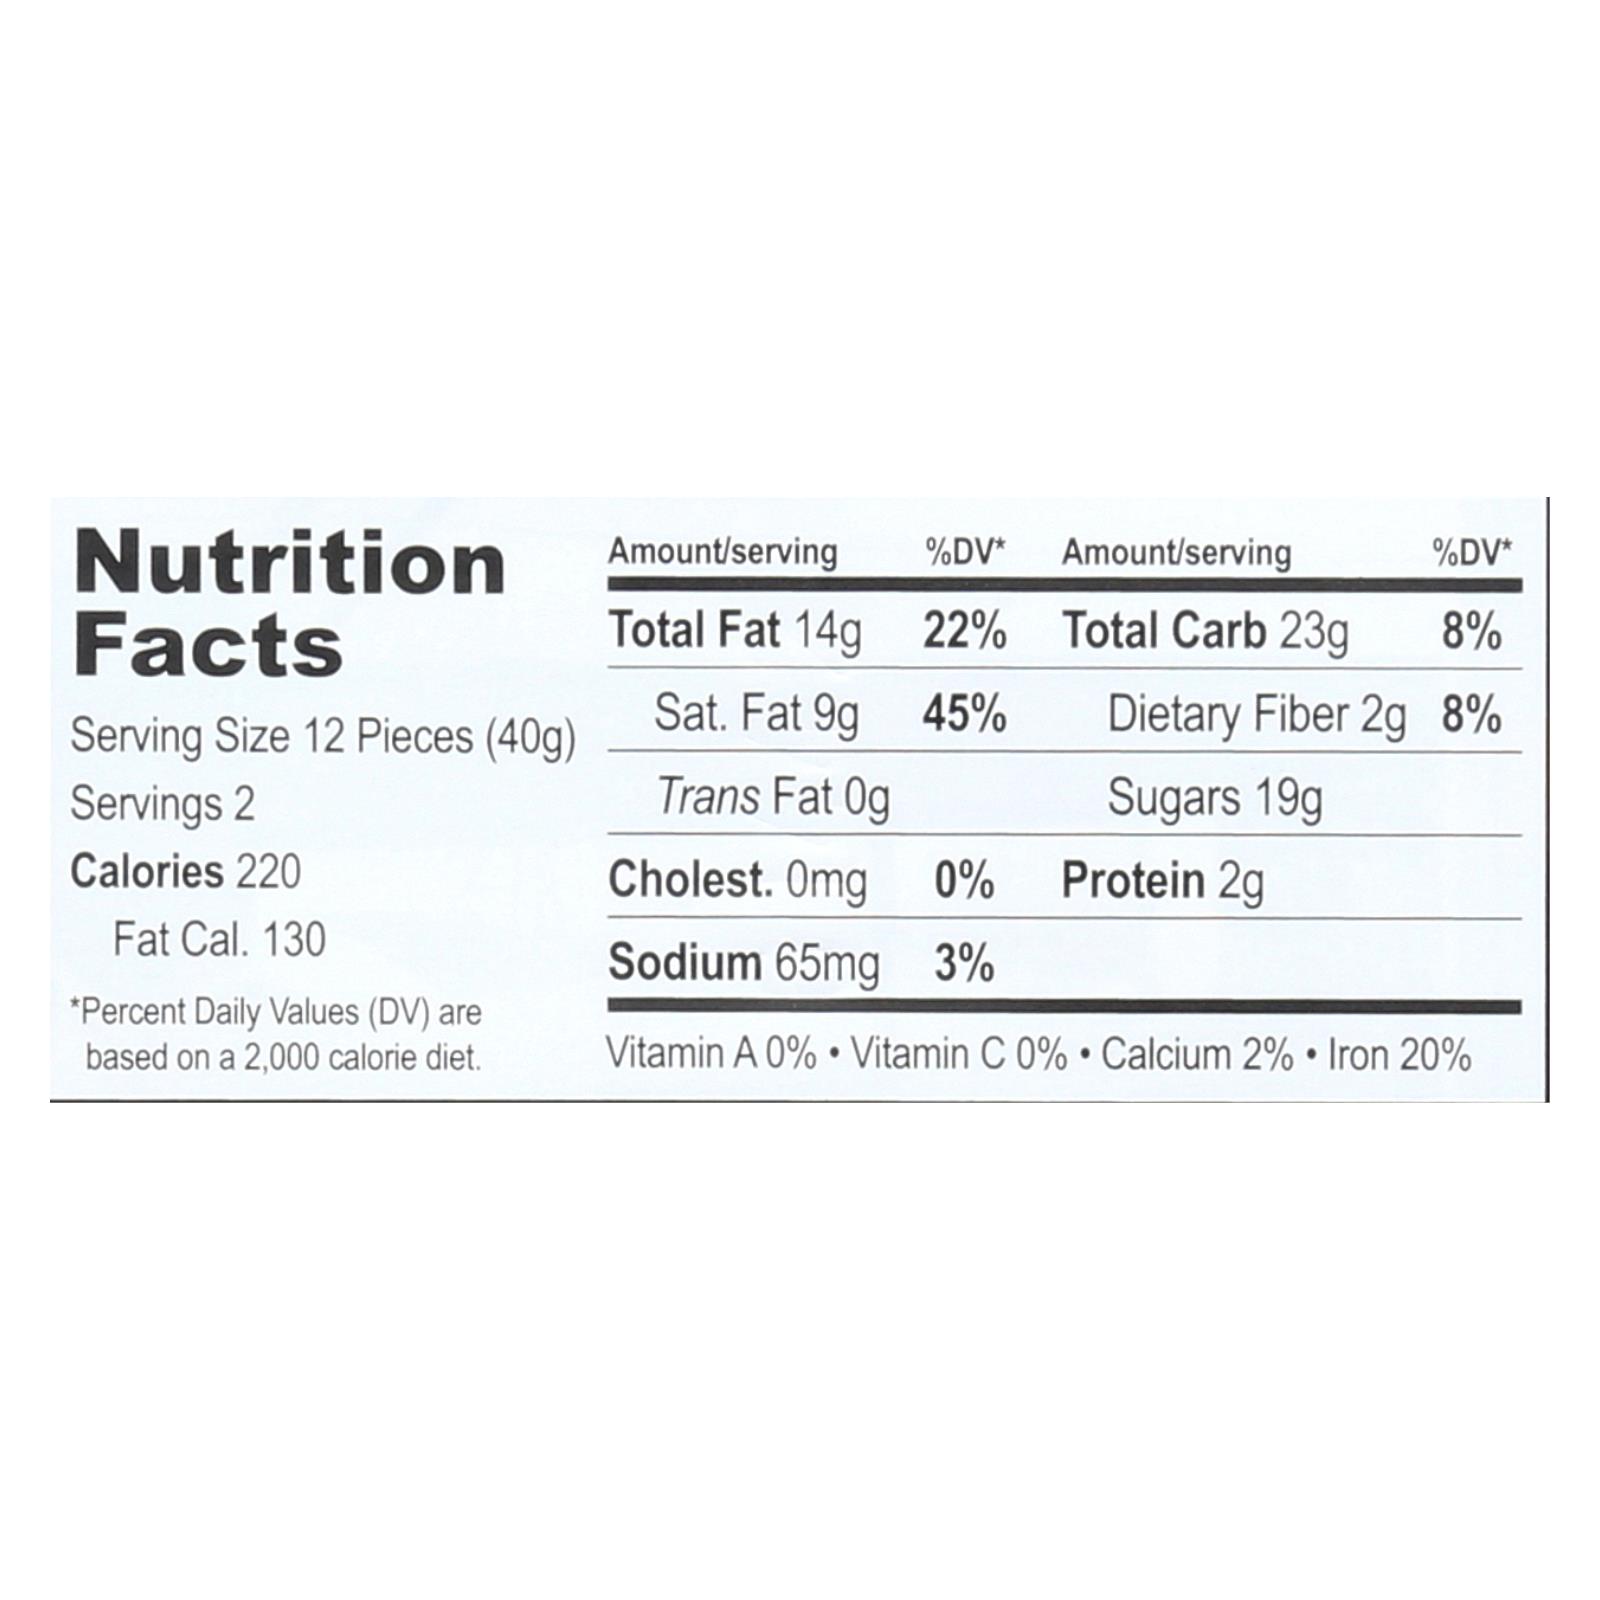 Nutrition
Facts
Serving Size 12 Pieces (40g)
Servings 2
Calories 220
Fat Cal. 130
*Percent Daily Values (DV) are
based on a 2,000 calorie diet.
Amount/serving %DV* Amount/serving %DV*
Total Fat 14g 22% Total Carb 23g 8%
Sat. Fat 9g 45% Dietary Fiber 2g 8%
Trans Fat 0g Sugars 19g
Cholest. 0mg 0% Protein 2g
Sodium 65mg 3%
Vitamin A 0% • Vitamin C 0% • Calcium 2% • Iron 20%